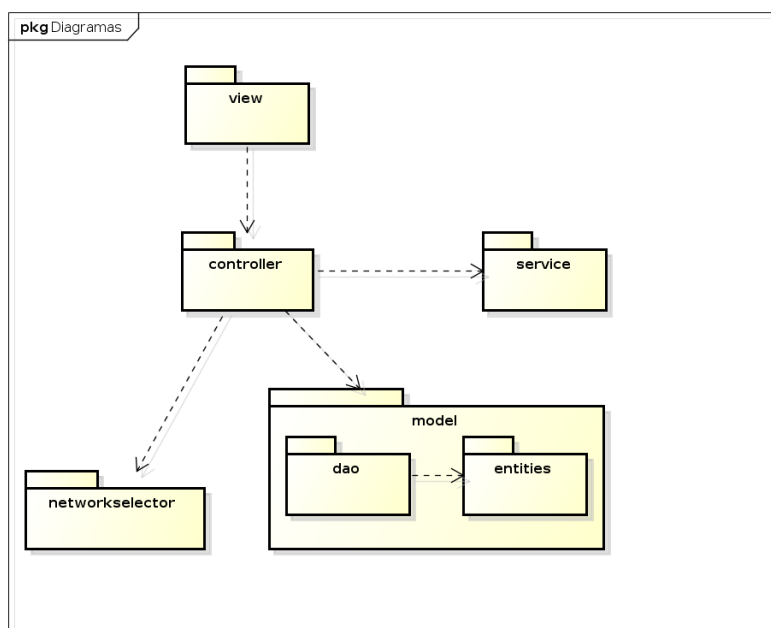 pkg Diagramas
view
controller
service
model
dao
entities
networkselector